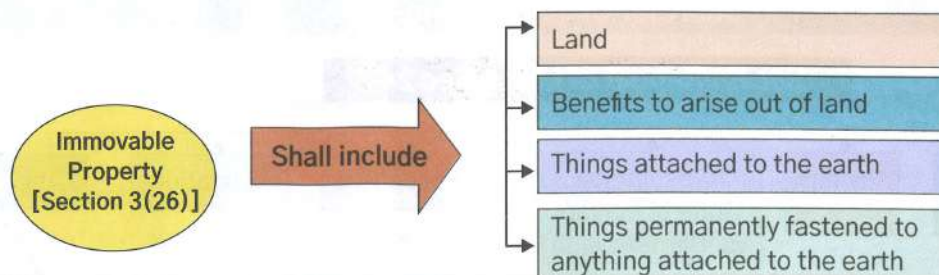 Immovable
Property
[Section 3(26)]
Shall include
Land
Benefits to arise out of land
Things attached to the earth
Things permanently fastened to
anything attached to the earth